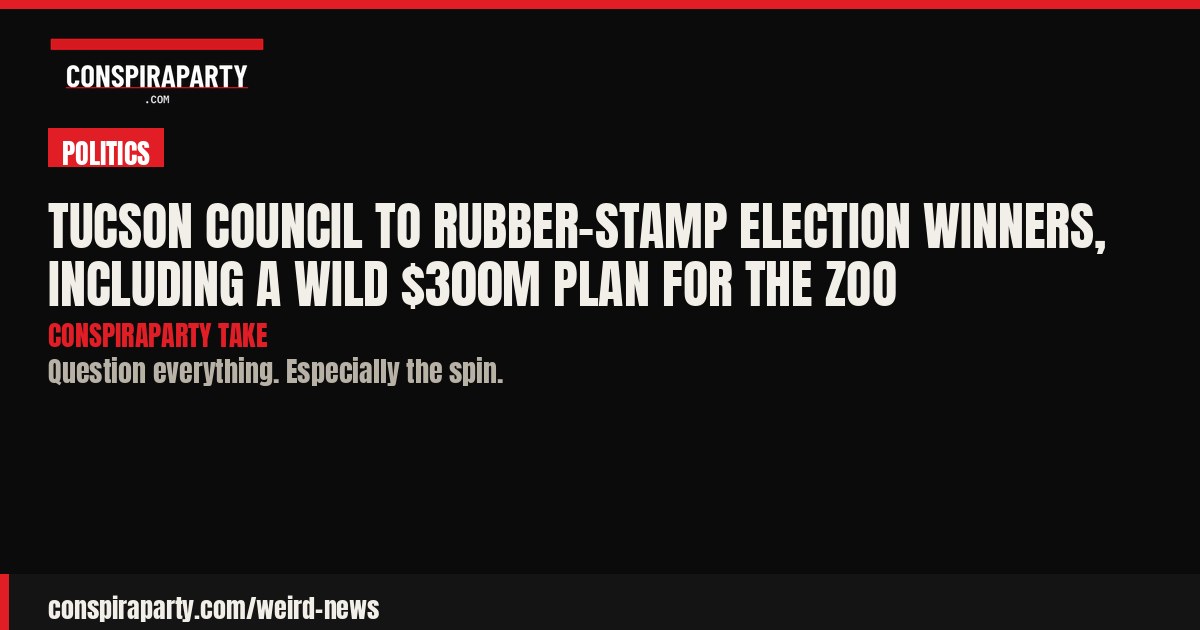 CONSPIRAPARTY
.COM
POLITICS
TUCSON COUNCIL TO RUBBER-STAMP ELECTION WINNERS,
INCLUDING A WILD $300M PLAN FOR THE ZOO
CONSPIRAPARTY TAKE
Question everything. Especially the spin.
conspiraparty.com/weird-news